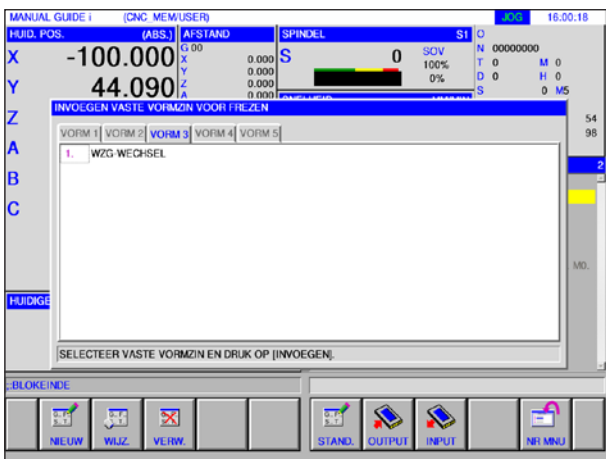 MANUAL GUIDE i (CNC_MEM/USER) JOG 16:00:18
HUID. POS. (ABS.) AFSTAND SPINDEL S1 O
X -100.000 G 00 X 0.000 S 0 SOV 100% 0% N 00000000
Y 44.090 Y 0.000 Z 0.000 A 0.000 T 0 M 0
D 0 H 0
S 0 M5
INVOEGEN VASTE VORMZIN VOOR FREZEN
Z 54
98
VORM 1 VORM 2 VORM 3 VORM 4 VORM 5
1. WZG-WECHSEL
A
B 2
C
M0.
HUIDIGE
SELECTEER VASTE VORMZIN EN DRUK OP [INVOEGEN].
;:BLOKEINDE
NIEUW WIJZ. VERW. STAND. OUTPUT INPUT NR MNU